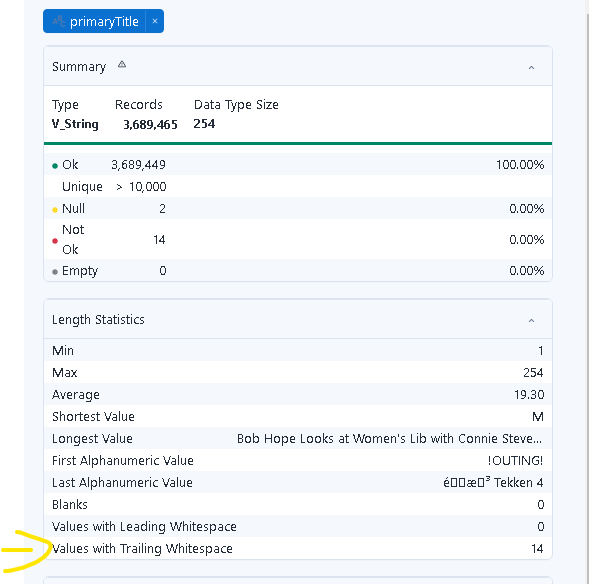 primaryTitle ×
Summary
Type Records Data Type Size
V_String 3,689,465 254
Ok 3,689,449 100.00%
Unique > 10,000
Null 2 0.00%
Not Ok 14 0.00%
Empty 0 0.00%
Length Statistics
Min 1
Max 254
Average 19.30
Shortest Value M
Longest Value Bob Hope Looks at Women's Lib with Connie Steve...
First Alphanumeric Value !OUTING!
Last Alphanumeric Value é▯▯æ▯³ Tekken 4
Blanks 0
Values with Leading Whitespace 0
Values with Trailing Whitespace 14